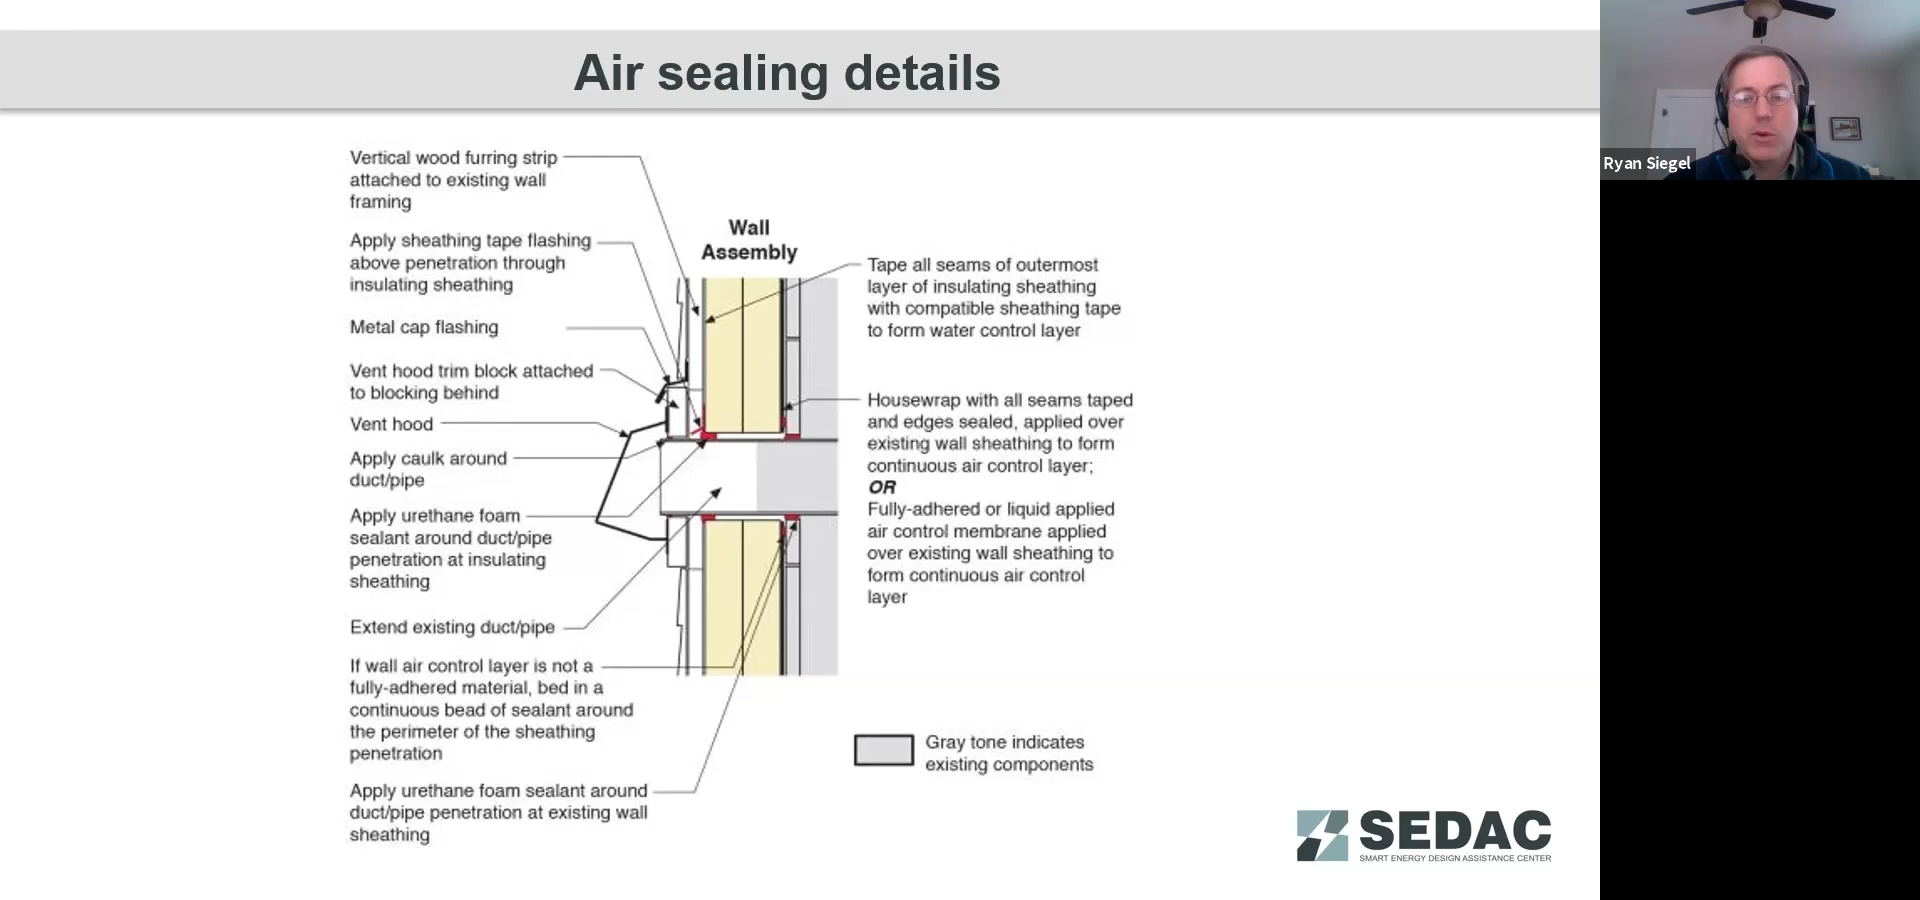 Air sealing details
Ryan Siegel
Vertical wood furring strip
attached to existing wall
framing
Apply sheathing tape flashing
above penetration through
insulating sheathing
Metal cap flashing
Vent hood trim block attached
to blocking behind
Vent hood
Apply caulk around
duct/pipe
Apply urethane foam
sealant around duct/pipe
penetration at insulating
sheathing
Extend existing duct/pipe
If wall air control layer is not a
fully-adhered material, bed in a
continuous bead of sealant around
the perimeter of the sheathing
penetration
Apply urethane foam sealant around
duct/pipe penetration at existing wall
sheathing
Wall
Assembly
Tape all seams of outermost
layer of insulating sheathing
with compatible sheathing tape
to form water control layer
Housewrap with all seams taped
and edges sealed, applied over
existing wall sheathing to form
continuous air control layer;
OR
Fully-adhered or liquid applied
air control membrane applied
over existing wall sheathing to
form continuous air control
layer
Gray tone indicates
existing components
SEDAC
SMART ENERGY DESIGN ASSISTANCE CENTER